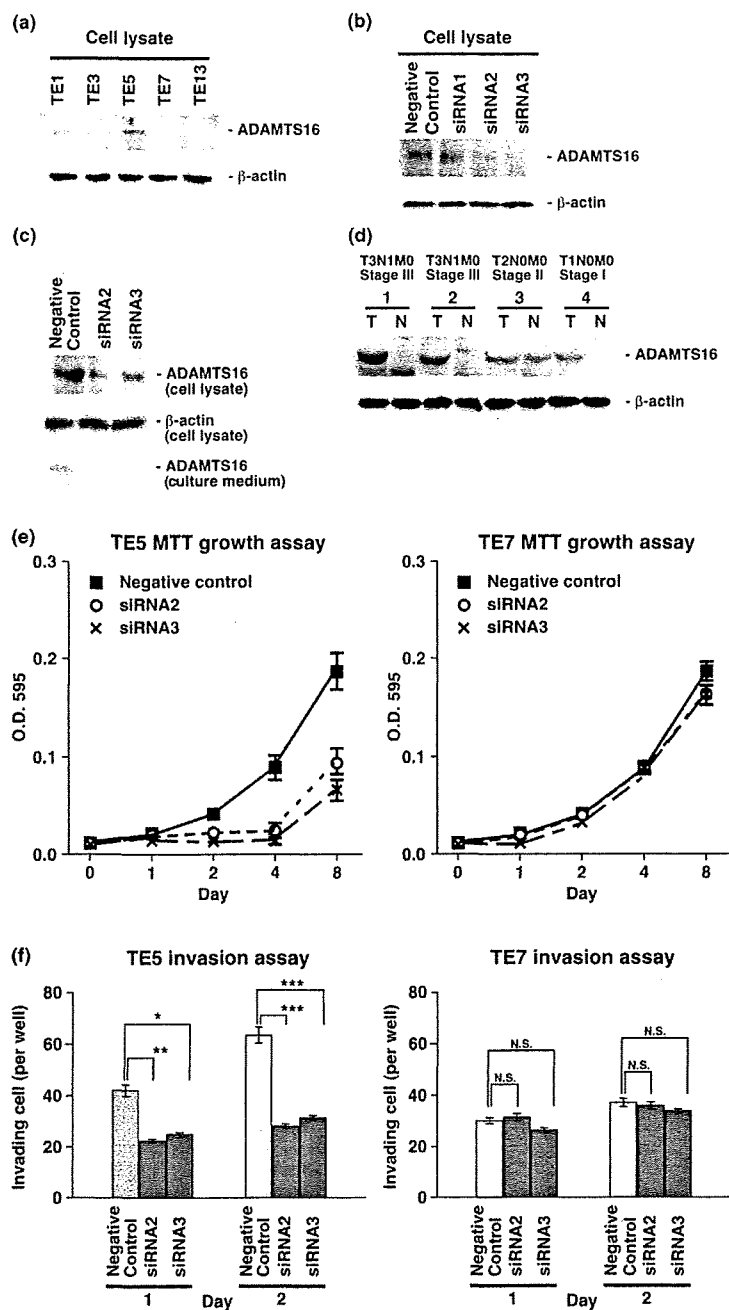 (a)
Cell lysate
TE1 TE3 TE5 TE7 TE13
- ADAMTS16
- β-actin
(b)
Cell lysate
Negative Control siRNA1 siRNA2 siRNA3
- ADAMTS16
- β-actin
(c)
Negative Control siRNA2 siRNA3
- ADAMTS16
(cell lysate)
- β-actin
(cell lysate)
- ADAMTS16
(culture medium)
(d)
T3N1M0 T3N1M0 T2N0M0 T1N0M0
Stage III Stage III Stage II Stage I
1 2 3 4
T N T N T N T N
- ADAMTS16
- β-actin
(e)
TE5 MTT growth assay
0.3
0.2
0.1
0.0
O.D. 595
Negative control
siRNA2
siRNA3
0 1 2 4 8
Day
TE7 MTT growth assay
0.3
0.2
0.1
0.0
O.D. 595
Negative control
siRNA2
siRNA3
0 1 2 4 8
Day
(f)
TE5 invasion assay
80
60
40
20
0
Invading cell (per well)
*
**
***
***
Negative Control siRNA2 siRNA3 Negative Control siRNA2 siRNA3
1 Day 2
TE7 invasion assay
80
60
40
20
0
Invading cell (per well)
N.S.
N.S.
N.S.
N.S.
Negative Control siRNA2 siRNA3 Negative Control siRNA2 siRNA3
1 Day 2